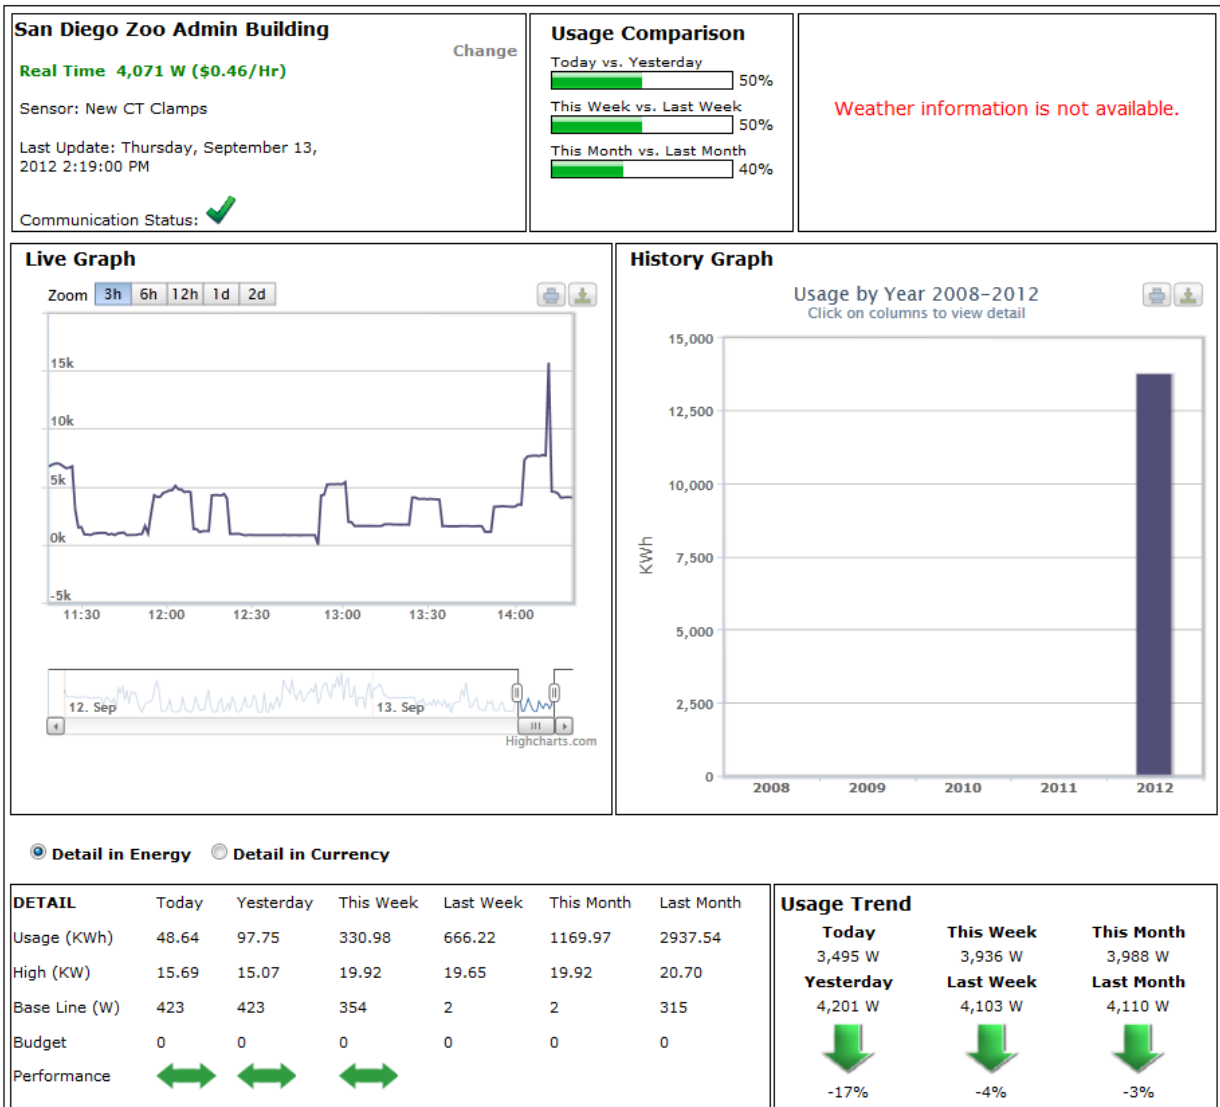 San Diego Zoo Admin Building
Change
Real Time 4,071 W ($0.46/Hr)
Sensor: New CT Clamps
Last Update: Thursday, September 13,
2012 2:19:00 PM
Communication Status:
Usage Comparison
Today vs. Yesterday
50%
This Week vs. Last Week
50%
This Month vs. Last Month
40%
Weather information is not available.
Live Graph
Zoom 3h 6h 12h 1d 2d
15k
10k
5k
0k
-5k
11:30 12:00 12:30 13:00 13:30 14:00
12. Sep 13. Sep
Highcharts.com
History Graph
Usage by Year 2008-2012
Click on columns to view detail
KWh
15,000
12,500
10,000
7,500
5,000
2,500
0
2008 2009 2010 2011 2012
Detail in Energy Detail in Currency
DETAIL Today Yesterday This Week Last Week This Month Last Month
Usage (KWh) 48.64 97.75 330.98 666.22 1169.97 2937.54
High (KW) 15.69 15.07 19.92 19.65 19.92 20.70
Base Line (W) 423 423 354 2 2 315
Budget 0 0 0 0 0 0
Performance
Usage Trend
Today This Week This Month
3,495 W 3,936 W 3,988 W
Yesterday Last Week Last Month
4,201 W 4,103 W 4,110 W
-17% -4% -3%